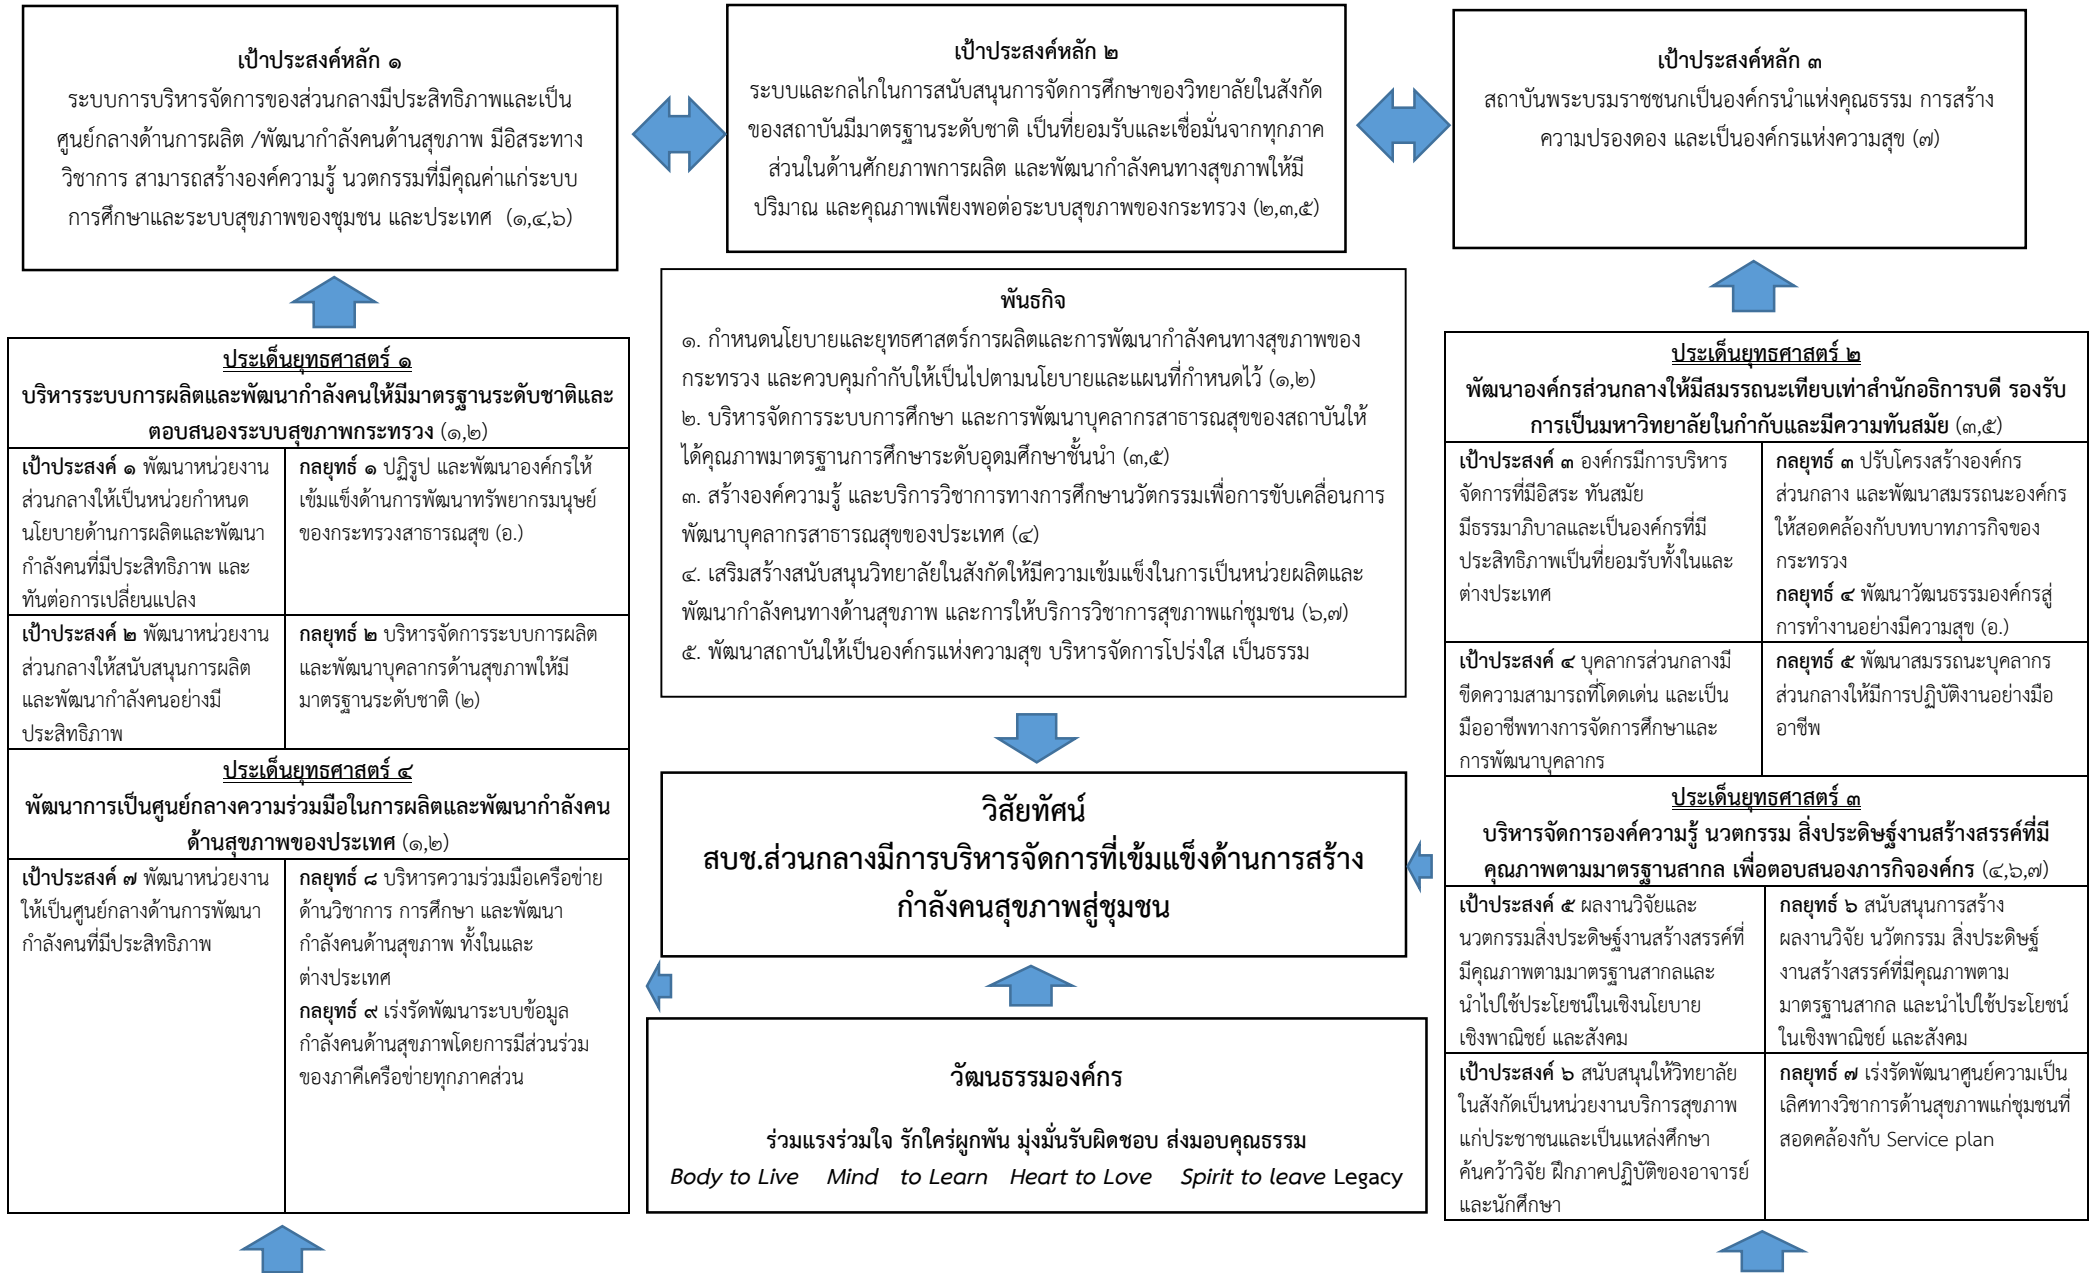 เป้าประสงค์หลัก ๑
ระบบการบริหารจัดการของส่วนกลางมีประสิทธิภาพและเป็น
ศูนย์กลางด้านการผลิต /พัฒนากำลังคนด้านสุขภาพ มีอิสระทาง
วิชาการ สามารถสร้างองค์ความรู้ นวตกรรมที่มีคุณค่าแก่ระบบ
การศึกษาและระบบสุขภาพของชุมชน และประเทศ (๑,๔,๖)
เป้าประสงค์หลัก ๒
ระบบและกลไกในการสนับสนุนการจัดการศึกษาของวิทยาลัยในสังกัด
ของสถาบันมีมาตรฐานระดับชาติ เป็นที่ยอมรับและเชื่อมั่นจากทุกภาค
ส่วนในด้านศักยภาพการผลิต และพัฒนากำลังคนทางสุขภาพให้มี
ปริมาณ และคุณภาพเพียงพอต่อระบบสุขภาพของกระทรวง (๒,๓,๕)
เป้าประสงค์หลัก ๓
สถาบันพระบรมราชชนกเป็นองค์กรนำแห่งคุณธรรม การสร้าง
ความปรองดอง และเป็นองค์กรแห่งความสุข (๗)
ประเด็นยุทธศาสตร์ ๑
บริหารระบบการผลิตและพัฒนากำลังคนให้มีมาตรฐานระดับชาติและ
ตอบสนองระบบสุขภาพกระทรวง (๑,๒)
เป้าประสงค์ ๑ พัฒนาหน่วยงาน
ส่วนกลางให้เป็นหน่วยกำหนด
นโยบายด้านการผลิตและพัฒนา
กำลังคนที่มีประสิทธิภาพ และ
ทันต่อการเปลี่ยนแปลง
กลยุทธ์ ๑ ปฏิรูป และพัฒนาองค์กรให้
เข้มแข็งด้านการพัฒนาทรัพยากรมนุษย์
ของกระทรวงสาธารณสุข (อ.)
เป้าประสงค์ ๒ พัฒนาหน่วยงาน
ส่วนกลางให้สนับสนุนการผลิต
และพัฒนากำลังคนอย่างมี
ประสิทธิภาพ
กลยุทธ์ ๒ บริหารจัดการระบบการผลิต
และพัฒนาบุคลากรด้านสุขภาพให้มี
มาตรฐานระดับชาติ (๒)
ประเด็นยุทธศาสตร์ ๔
พัฒนาการเป็นศูนย์กลางความร่วมมือในการผลิตและพัฒนากำลังคน
ด้านสุขภาพของประเทศ (๑,๒)
เป้าประสงค์ ๗ พัฒนาหน่วยงาน
ให้เป็นศูนย์กลางด้านการพัฒนา
กำลังคนที่มีประสิทธิภาพ
กลยุทธ์ ๘ บริหารความร่วมมือเครือข่าย
ด้านวิชาการ การศึกษา และพัฒนา
กำลังคนด้านสุขภาพ ทั้งในและ
ต่างประเทศ
กลยุทธ์ ๙ เร่งรัดพัฒนาระบบข้อมูล
กำลังคนด้านสุขภาพโดยการมีส่วนร่วม
ของภาคีเครือข่ายทุกภาคส่วน
พันธกิจ
๑. กำหนดนโยบายและยุทธศาสตร์การผลิตและการพัฒนากำลังคนทางสุขภาพของ
กระทรวง และควบคุมกำกับให้เป็นไปตามนโยบายและแผนที่กำหนดไว้ (๑,๒)
๒. บริหารจัดการระบบการศึกษา และการพัฒนาบุคลากรสาธารณสุขของสถาบันให้
ได้คุณภาพมาตรฐานการศึกษาระดับอุดมศึกษาชั้นนำ (๓,๕)
๓. สร้างองค์ความรู้ และบริการวิชาการทางการศึกษานวัตกรรมเพื่อการขับเคลื่อนการ
พัฒนาบุคลากรสาธารณสุขของประเทศ (๔)
๔. เสริมสร้างสนับสนุนวิทยาลัยในสังกัดให้มีความเข้มแข็งในการเป็นหน่วยผลิตและ
พัฒนากำลังคนทางด้านสุขภาพ และการให้บริการวิชาการสุขภาพแก่ชุมชน (๖,๗)
๕. พัฒนาสถาบันให้เป็นองค์กรแห่งความสุข บริหารจัดการโปร่งใส เป็นธรรม
วิสัยทัศน์
สบช.ส่วนกลางมีการบริหารจัดการที่เข้มแข็งด้านการสร้าง
กำลังคนสุขภาพสู่ชุมชน
วัฒนธรรมองค์กร
ร่วมแรงร่วมใจ รักใคร่ผูกพัน มุ่งมั่นรับผิดชอบ ส่งมอบคุณธรรม
Body to Live Mind to Learn Heart to Love Spirit to leave Legacy
ประเด็นยุทธศาสตร์ ๒
พัฒนาองค์กรส่วนกลางให้มีสมรรถนะเทียบเท่าสำนักอธิการบดี รองรับ
การเป็นมหาวิทยาลัยในกำกับและมีความทันสมัย (๓,๕)
เป้าประสงค์ ๓ องค์กรมีการบริหาร
จัดการที่มีอิสระ ทันสมัย
มีธรรมาภิบาลและเป็นองค์กรที่มี
ประสิทธิภาพเป็นที่ยอมรับทั้งในและ
ต่างประเทศ
กลยุทธ์ ๓ ปรับโครงสร้างองค์กร
ส่วนกลาง และพัฒนาสมรรถนะองค์กร
ให้สอดคล้องกับบทบาทภารกิจของ
กระทรวง
กลยุทธ์ ๔ พัฒนาวัฒนธรรมองค์กรสู่
การทำงานอย่างมีความสุข (อ.)
เป้าประสงค์ ๔ บุคลากรส่วนกลางมี
ขีดความสามารถที่โดดเด่น และเป็น
มืออาชีพทางการจัดการศึกษาและ
การพัฒนาบุคลากร
กลยุทธ์ ๕ พัฒนาสมรรถนะบุคลากร
ส่วนกลางให้มีการปฏิบัติงานอย่างมือ
อาชีพ
ประเด็นยุทธศาสตร์ ๓
บริหารจัดการองค์ความรู้ นวตกรรม สิ่งประดิษฐ์งานสร้างสรรค์ที่มี
คุณภาพตามมาตรฐานสากล เพื่อตอบสนองภารกิจองค์กร (๔,๖,๗)
เป้าประสงค์ ๕ ผลงานวิจัยและ
นวตกรรมสิ่งประดิษฐ์งานสร้างสรรค์ที่
มีคุณภาพตามมาตรฐานสากลและ
นำไปใช้ประโยชน์ในเชิงนโยบาย
เชิงพาณิชย์ และสังคม
กลยุทธ์ ๖ สนับสนุนการสร้าง
ผลงานวิจัย นวัตกรรม สิ่งประดิษฐ์
งานสร้างสรรค์ที่มีคุณภาพตาม
มาตรฐานสากล และนำไปใช้ประโยชน์
ในเชิงพาณิชย์ และสังคม
เป้าประสงค์ ๖ สนับสนุนให้วิทยาลัย
ในสังกัดเป็นหน่วยงานบริการสุขภาพ
แก่ประชาชนและเป็นแหล่งศึกษา
ค้นคว้าวิจัย ฝึกภาคปฏิบัติของอาจารย์
และนักศึกษา
กลยุทธ์ ๗ เร่งรัดพัฒนาศูนย์ความเป็น
เลิศทางวิชาการด้านสุขภาพแก่ชุมชนที่
สอดคล้องกับ Service plan